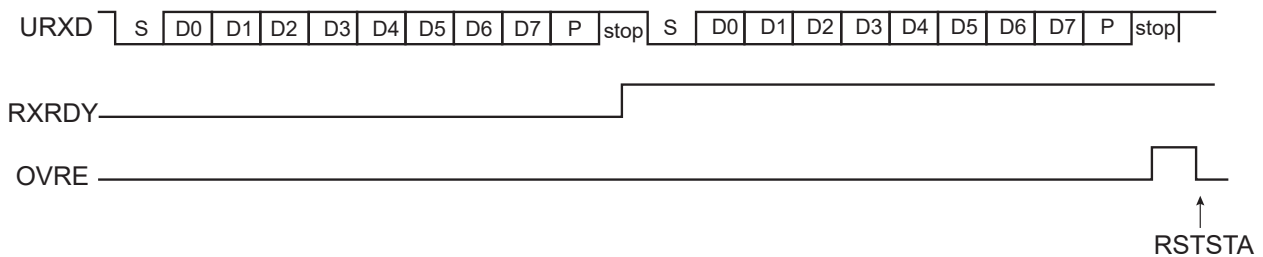 URXD S D0 D1 D2 D3 D4 D5 D6 D7 P stop S D0 D1 D2 D3 D4 D5 D6 D7 P stop
RXRDY
OVRE
RSTSTA